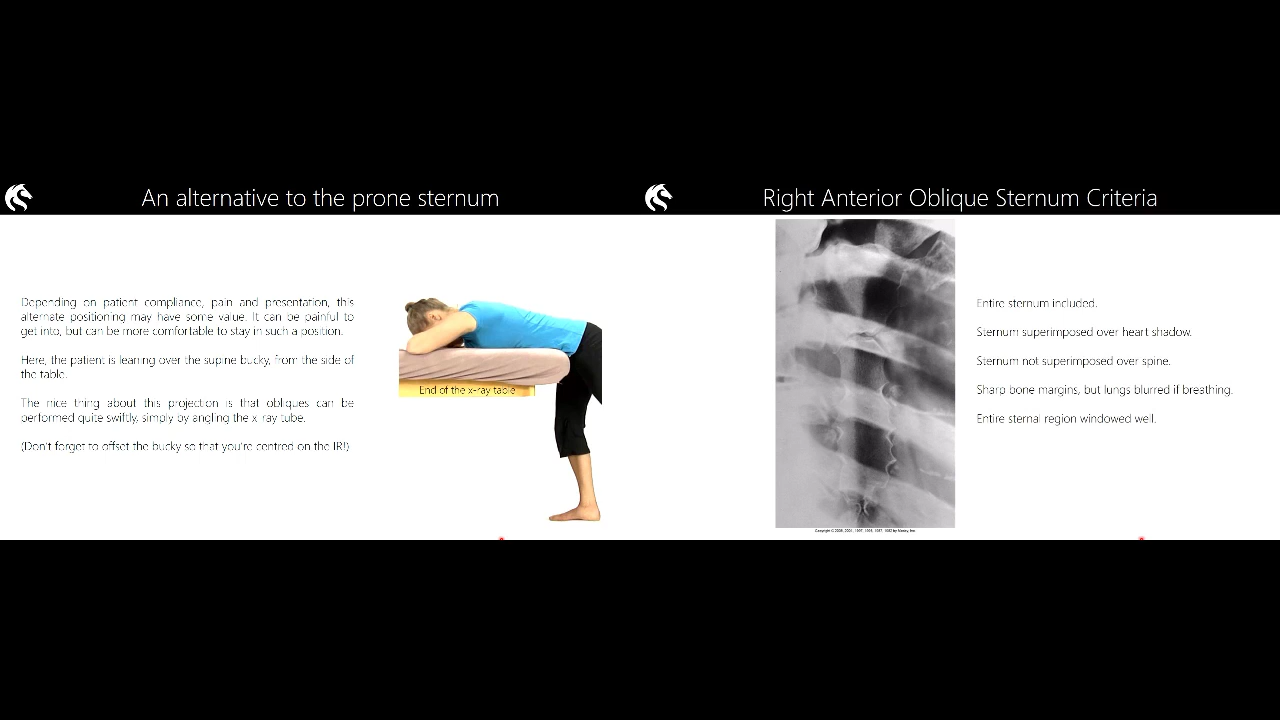 An alternative to the prone sternum
Depending on patient compliance, pain and presentation, this
alternate positioning may have some value. It can be painful to
get into, but can be more comfortable to stay in such a position.
Here, the patient is leaning over the supine bucky, from the side of
the table.
The nice thing about this projection is that obliques can be
performed quite swiftly, simply by angling the x-ray tube.
(Don't forget to offset the bucky so that you're centred on the IR!)
End of the x-ray table
Right Anterior Oblique Sternum Criteria
Entire sternum included.
Sternum superimposed over heart shadow.
Sternum not superimposed over spine.
Sharp bone margins, but lungs blurred if breathing.
Entire sternal region windowed well.